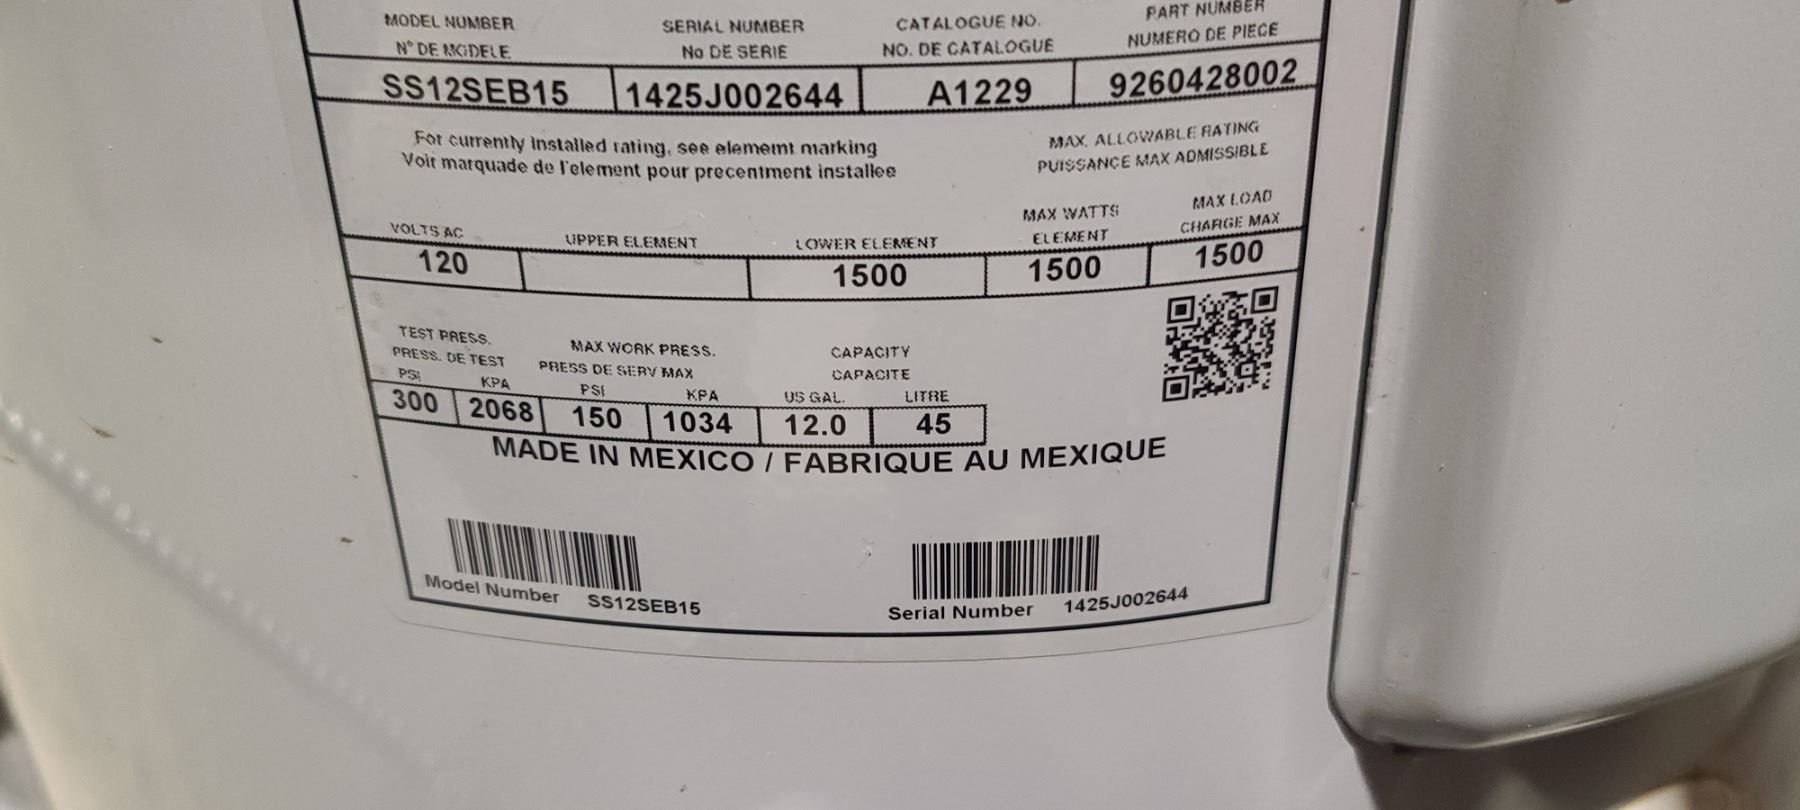 MODEL NUMBER SERIAL NUMBER CATALOGUE NO. PART NUMBER
N° DE MODELE No DE SERIE NO. DE CATALOGUE NUMERO DE PIECE
SS12SEB15 1425J002644 A1229 9260428002
For currently installed rating, see elememt marking
Voir marquade de l'element pour precentment installee
MAX. ALLOWABLE RATING
PUISSANCE MAX ADMISSIBLE
VOLTS AC UPPER ELEMENT LOWER ELEMENT MAX WATTS ELEMENT MAX LOAD CHARGE MAX
120 1500 1500 1500
TEST PRESS. MAX WORK PRESS. CAPACITY
PRESS. DE TEST PRESS DE SERV MAX CAPACITE
PSI KPA PSI KPA US GAL. LITRE
300 2068 150 1034 12.0 45
MADE IN MEXICO / FABRIQUE AU MEXIQUE
Model Number SS12SEB15
Serial Number 1425J002644